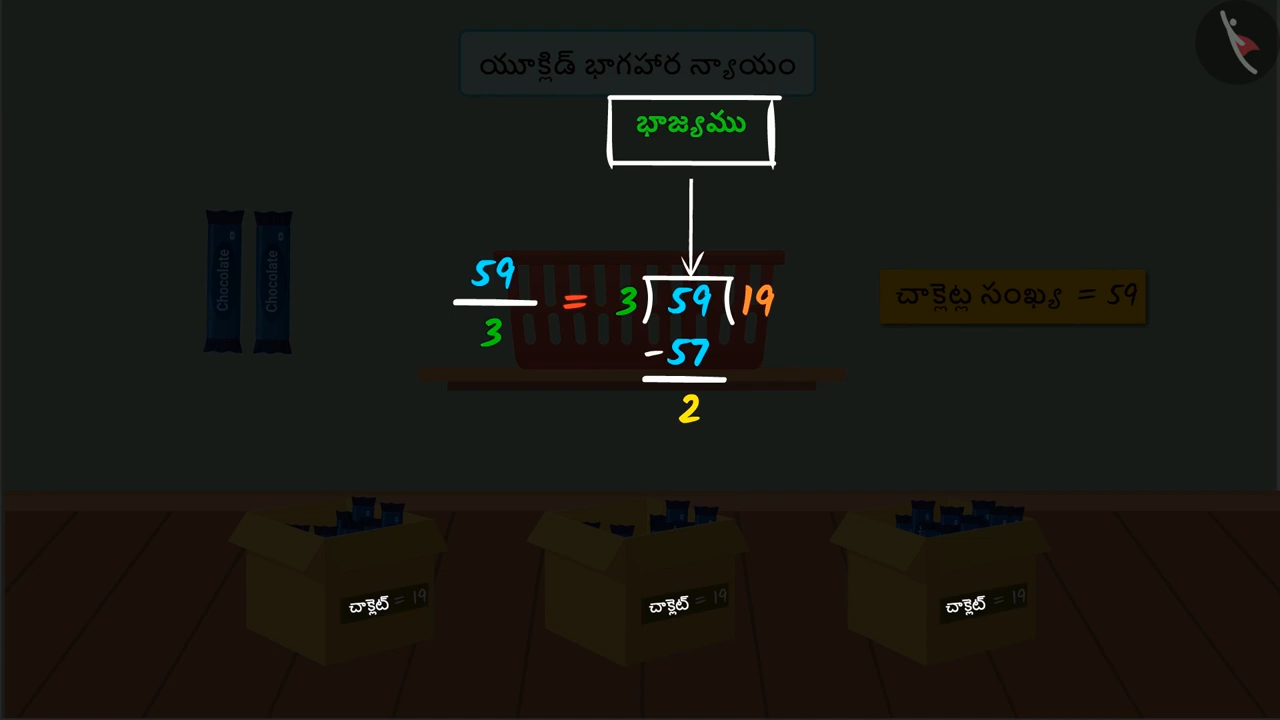 యూక్లిడ్ భాగహార న్యాయం
భాజ్యము
Chocolate
Chocolate
59
3
=
3) 59 (19
-57
2
చాక్లెట్ల సంఖ్య = 59
చాక్లెట్ = 19
చాక్లెట్ = 19
చాక్లెట్ = 19